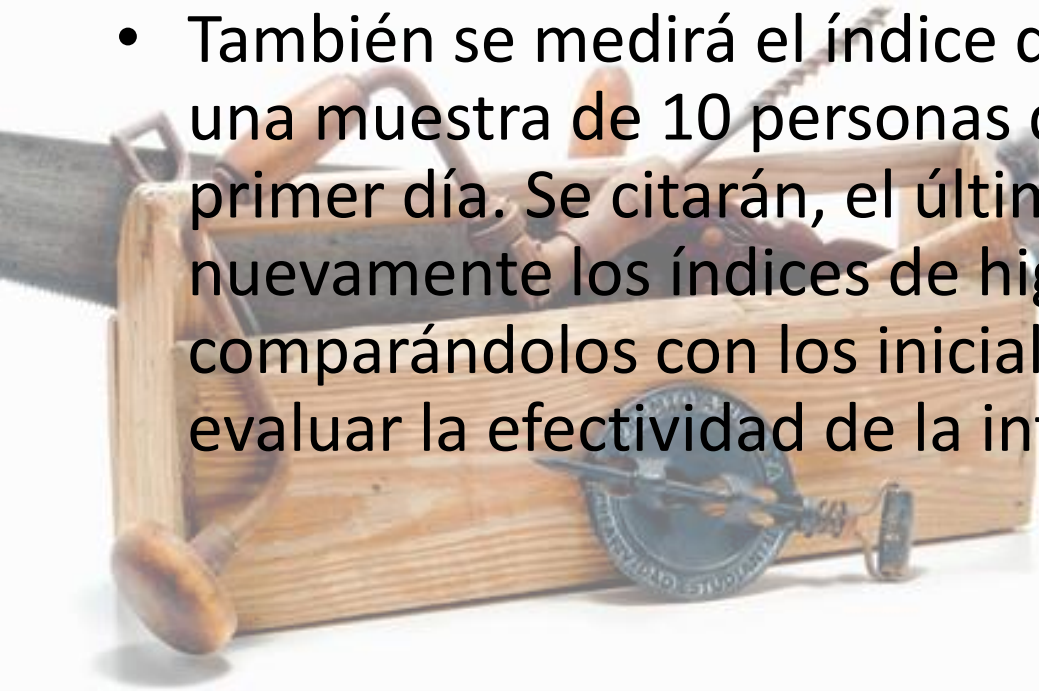 • También se medirá el índice
una muestra de 10 personas
primer día. Se citarán, el
nuevamente los índices de
comparándolos con los
evaluar la efectividad de la